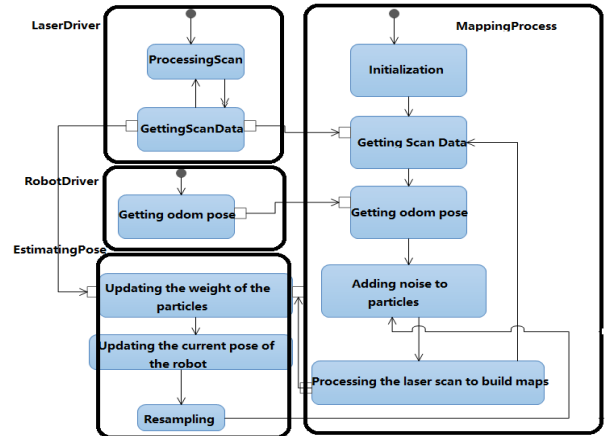 LaserDriver
ProcessingScan
GettingScanData
RobotDriver
Getting odom pose
EstimatingPose
Updating the weight of the
particles
Updating the current pose of
the robot
Resampling
MappingProcess
Initialization
Getting Scan Data
Getting odom pose
Adding noise to
particles
Processing the laser scan to build maps